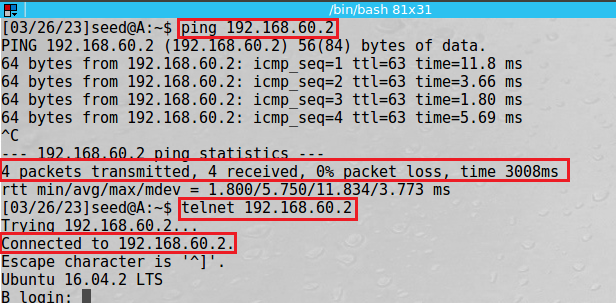 /bin/bash 81x31
[03/26/23]seed@A:~$ ping 192.168.60.2
PING 192.168.60.2 (192.168.60.2) 56(84) bytes of data.
64 bytes from 192.168.60.2: icmp_seq=1 ttl=63 time=11.8 ms
64 bytes from 192.168.60.2: icmp_seq=2 ttl=63 time=3.66 ms
64 bytes from 192.168.60.2: icmp_seq=3 ttl=63 time=1.80 ms
64 bytes from 192.168.60.2: icmp_seq=4 ttl=63 time=5.69 ms
^C
--- 192.168.60.2 ping statistics ---
4 packets transmitted, 4 received, 0% packet loss, time 3008ms
rtt min/avg/max/mdev = 1.800/5.750/11.834/3.773 ms
[03/26/23]seed@A:~$ telnet 192.168.60.2
Trying 192.168.60.2...
Connected to 192.168.60.2.
Escape character is '^]'.
Ubuntu 16.04.2 LTS
B login: